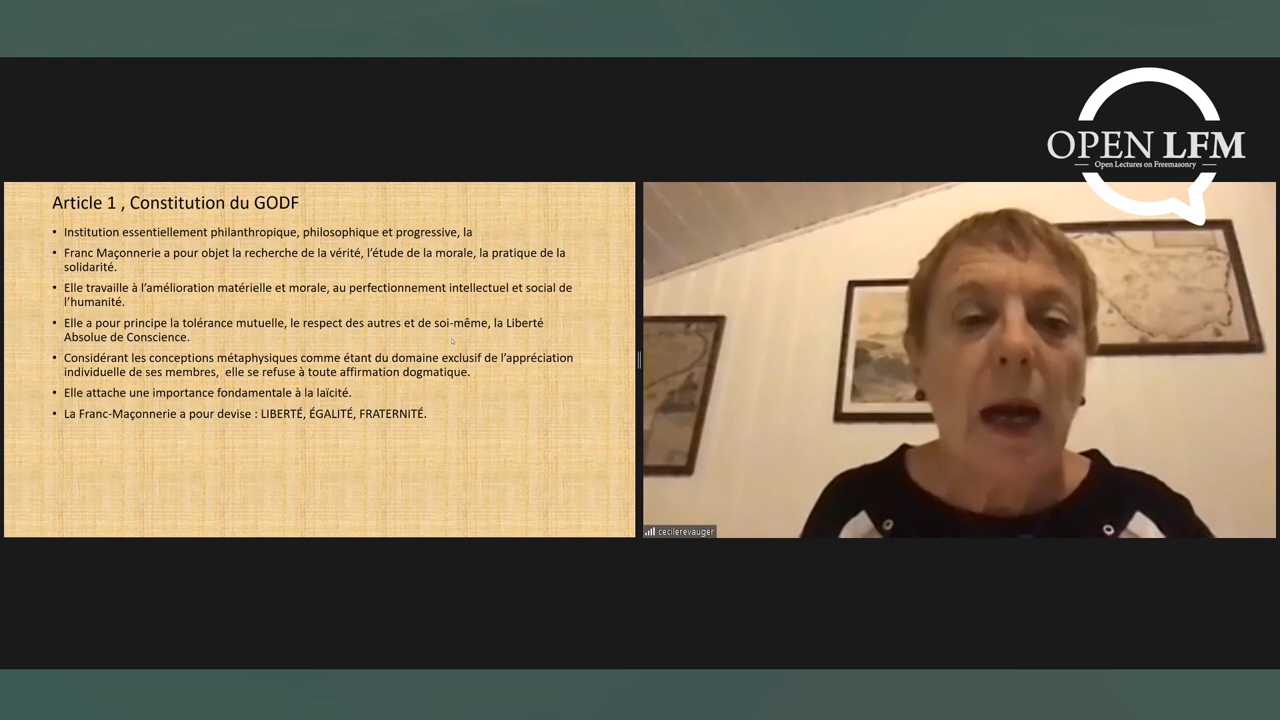 OPEN LFM
Open Lectures on Freemasonry
Article 1 , Constitution du GODF
• Institution essentiellement philanthropique, philosophique et progressive, la
• Franc Maçonnerie a pour objet la recherche de la vérité, l'étude de la morale, la pratique de la
solidarité.
• Elle travaille à l'amélioration matérielle et morale, au perfectionnement intellectuel et social de
l'humanité.
• Elle a pour principe la tolérance mutuelle, le respect des autres et de soi-même, la Liberté
Absolue de Conscience.
• Considérant les conceptions métaphysiques comme étant du domaine exclusif de l'appréciation
individuelle de ses membres, elle se refuse à toute affirmation dogmatique.
• Elle attache une importance fondamentale à la laïcité.
• La Franc-Maçonnerie a pour devise : LIBERTÉ, ÉGALITÉ, FRATERNITÉ.
cecilerevauger